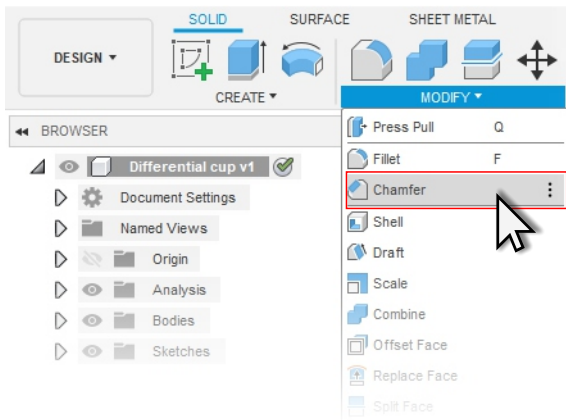 SOLID SURFACE SHEET METAL
DESIGN
CREATE MODIFY
BROWSER
Differential cup v1
Document Settings
Named Views
Origin
Analysis
Bodies
Sketches
Press Pull Q
Fillet F
Chamfer
Shell
Draft
Scale
Combine
Offset Face
Replace Face
Split Face